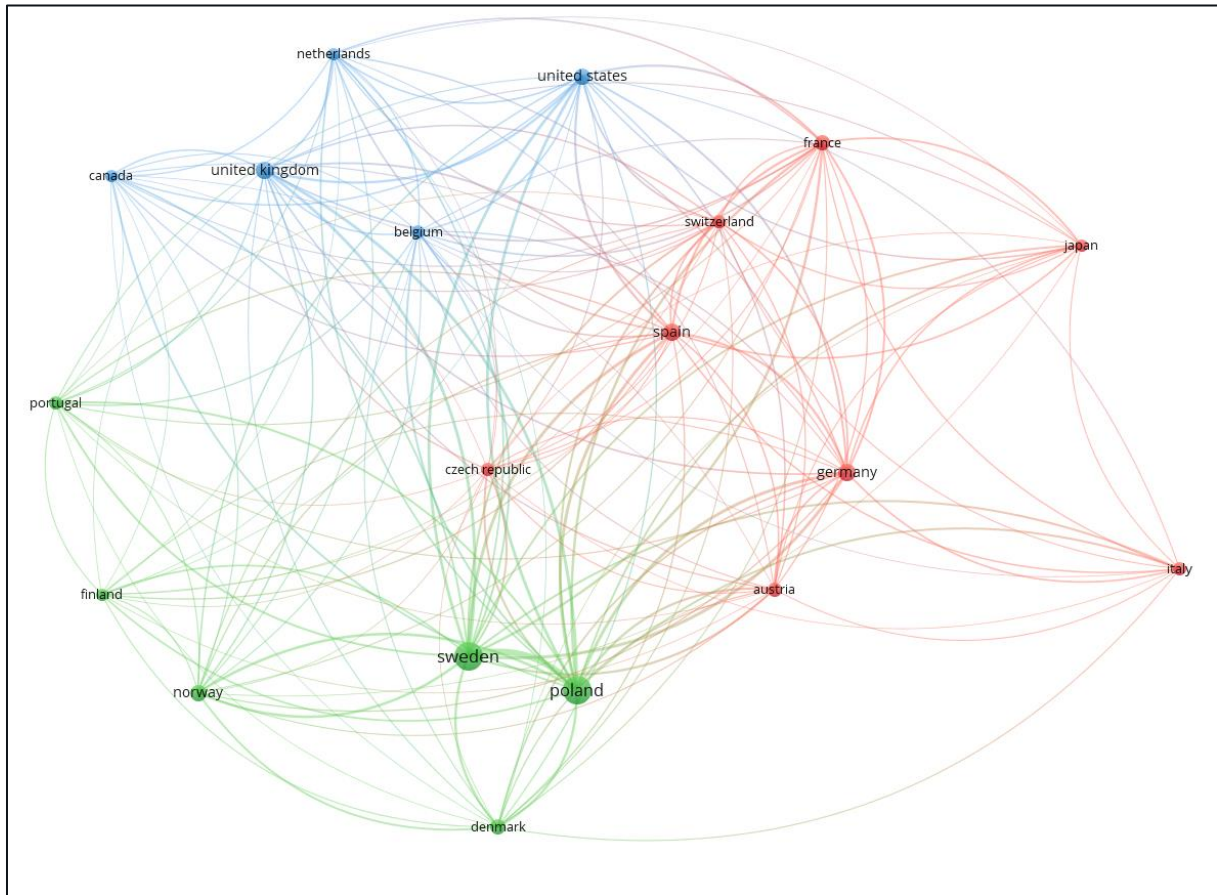 netherlands
united states
france
united kingdom
canada
switzerland
belgium
japan
spain
portugal
czech republic
germany
italy
austria
finland
sweden
poland
norway
denmark